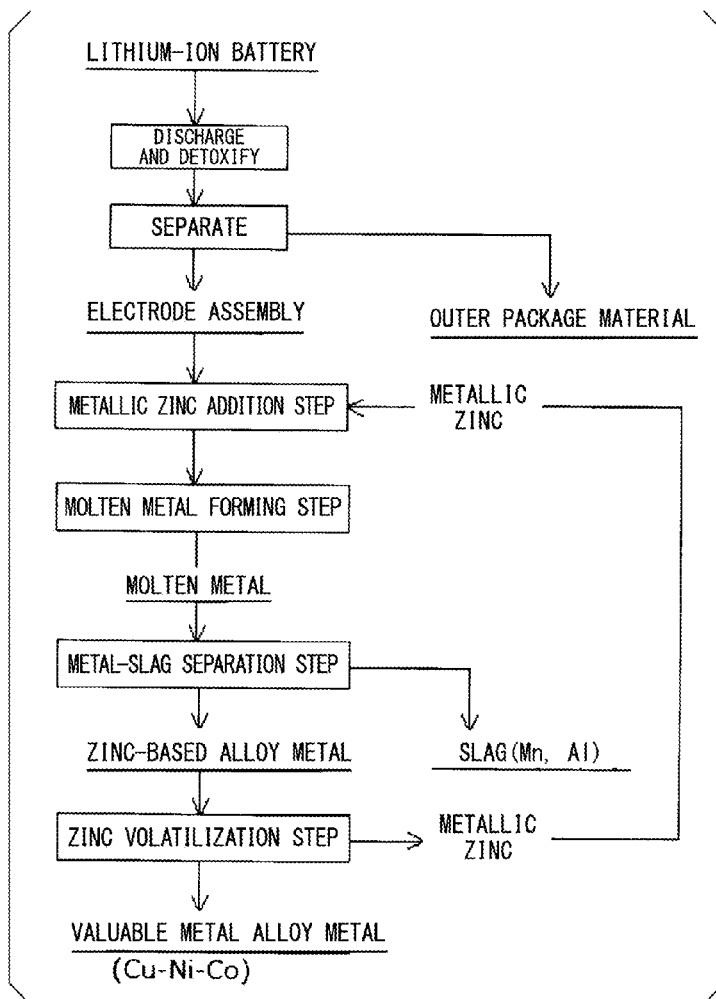 LITHIUM-ION BATTERY
DISCHARGE
AND DETOXIFY
SEPARATE
ELECTRODE ASSEMBLY
OUTER PACKAGE MATERIAL
METALLIC ZINC ADDITION STEP
METALLIC
ZINC
MOLTEN METAL FORMING STEP
MOLTEN METAL
METAL-SLAG SEPARATION STEP
ZINC-BASED ALLOY METAL
SLAG(Mn, Al)
ZINC VOLATILIZATION STEP
METALLIC
ZINC
VALUABLE METAL ALLOY METAL
(Cu-Ni-Co)